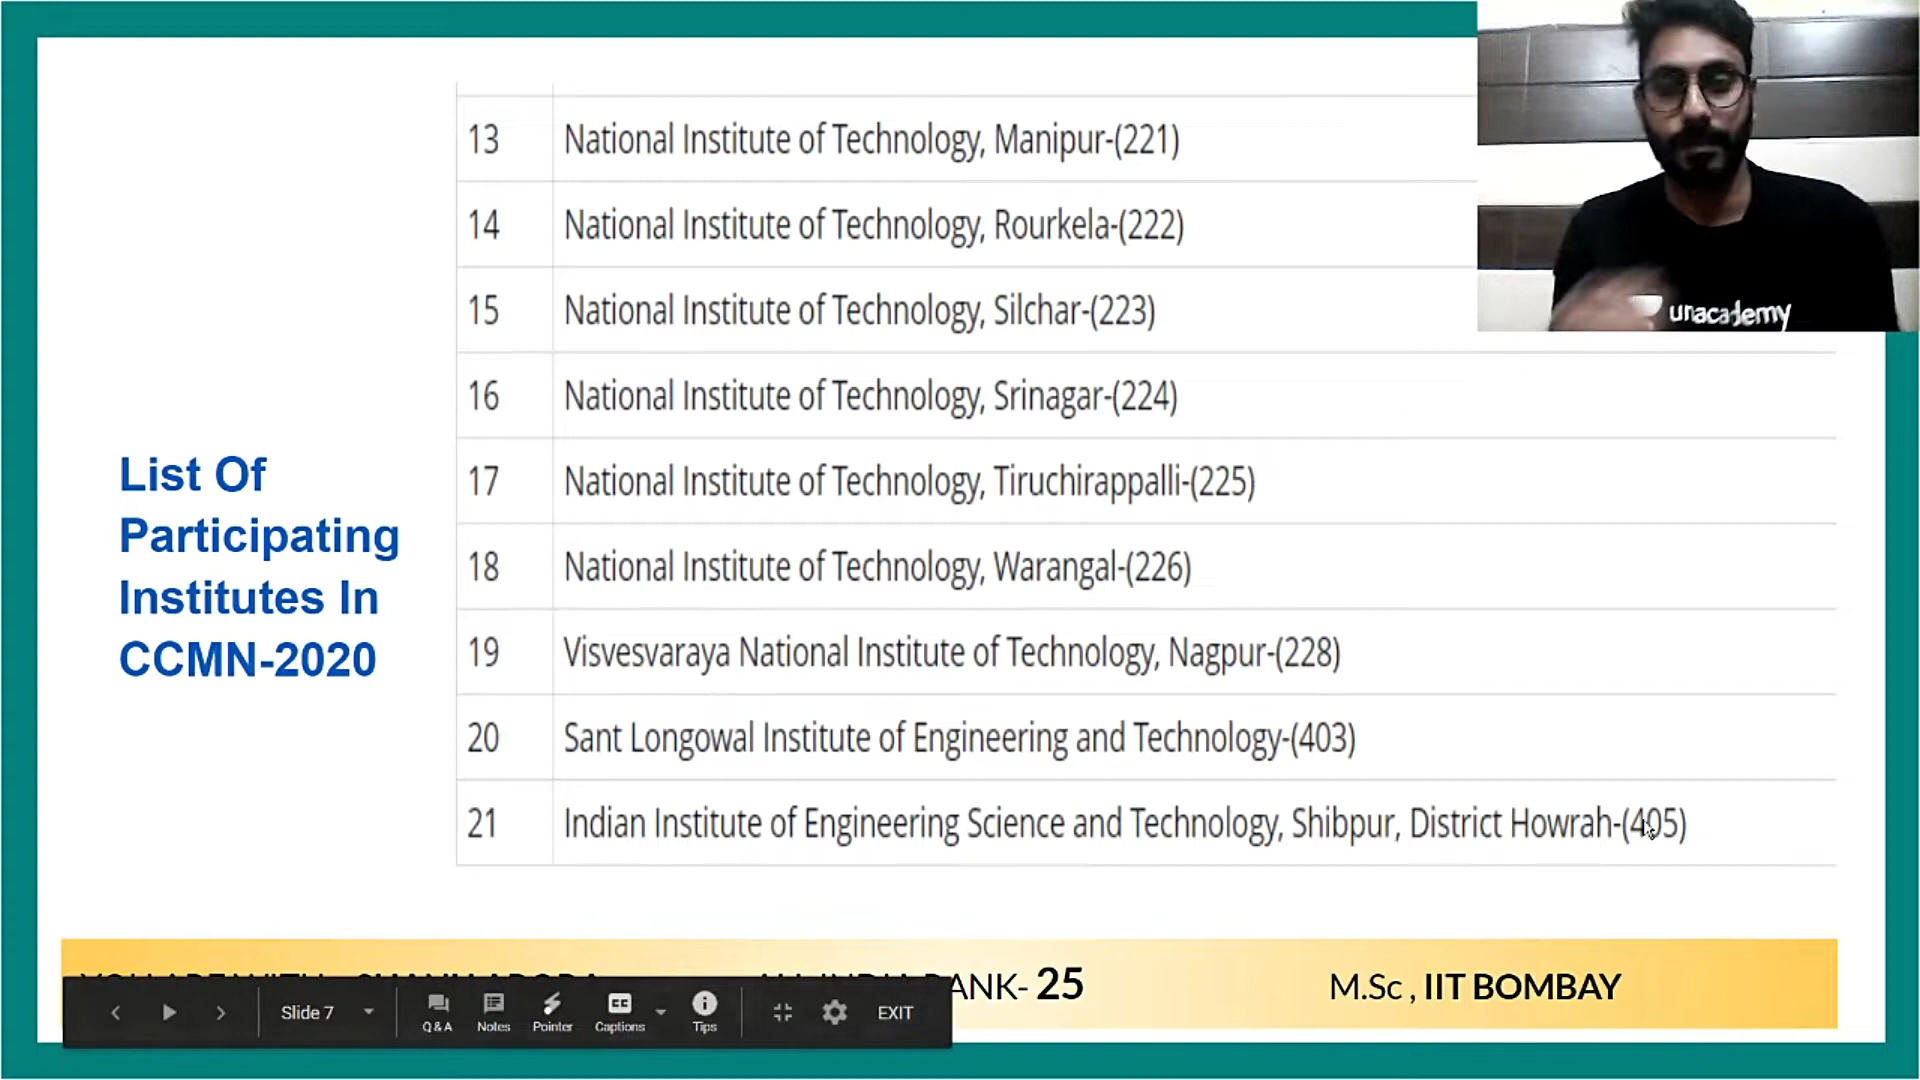 13 National Institute of Technology, Manipur-(221)
14 National Institute of Technology, Rourkela-(222)
15 National Institute of Technology, Silchar-(223)
16 National Institute of Technology, Srinagar-(224)
17 National Institute of Technology, Tiruchirappalli-(225)
18 National Institute of Technology, Warangal-(226)
19 Visvesvaraya National Institute of Technology, Nagpur-(228)
20 Sant Longowal Institute of Engineering and Technology-(403)
21 Indian Institute of Engineering Science and Technology, Shibpur, District Howrah-(405)
List Of
Participating
Institutes In
CCMN-2020
unacademy
ANK- 25 M.Sc , IIT BOMBAY
Slide 7 Q&A Notes Pointer CC Captions Tips EXIT